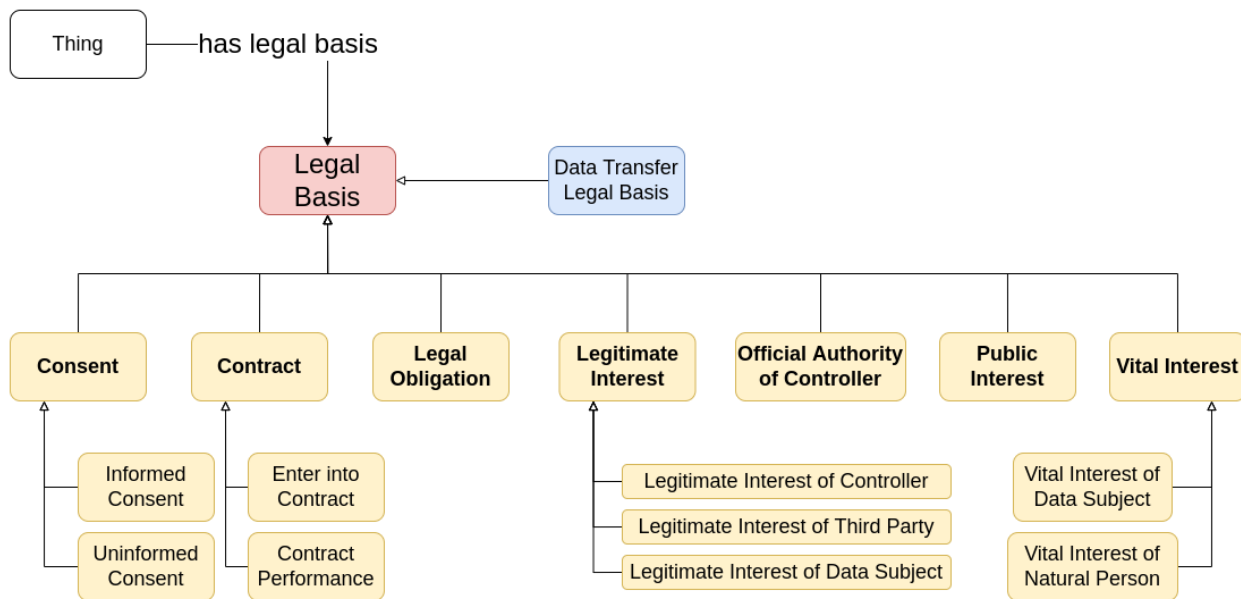 Thing
has legal basis
Legal
Basis
Data Transfer
Legal Basis
Consent
Contract
Legal
Obligation
Legitimate
Interest
Official Authority
of Controller
Public
Interest
Vital Interest
Informed
Consent
Uninformed
Consent
Enter into
Contract
Contract
Performance
Legitimate Interest of Controller
Legitimate Interest of Third Party
Legitimate Interest of Data Subject
Vital Interest of
Data Subject
Vital Interest of
Natural Person